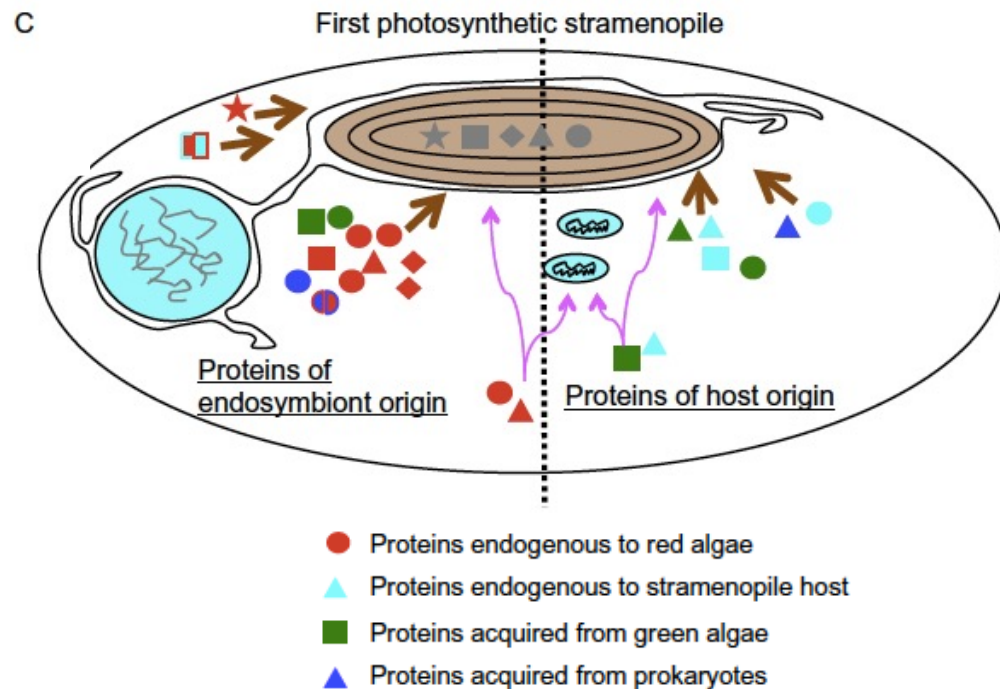 C
First photosynthetic stramenopile
Proteins of
endosymbiont origin
Proteins of host origin
Proteins endogenous to red algae
Proteins endogenous to stramenopile host
Proteins acquired from green algae
Proteins acquired from prokaryotes